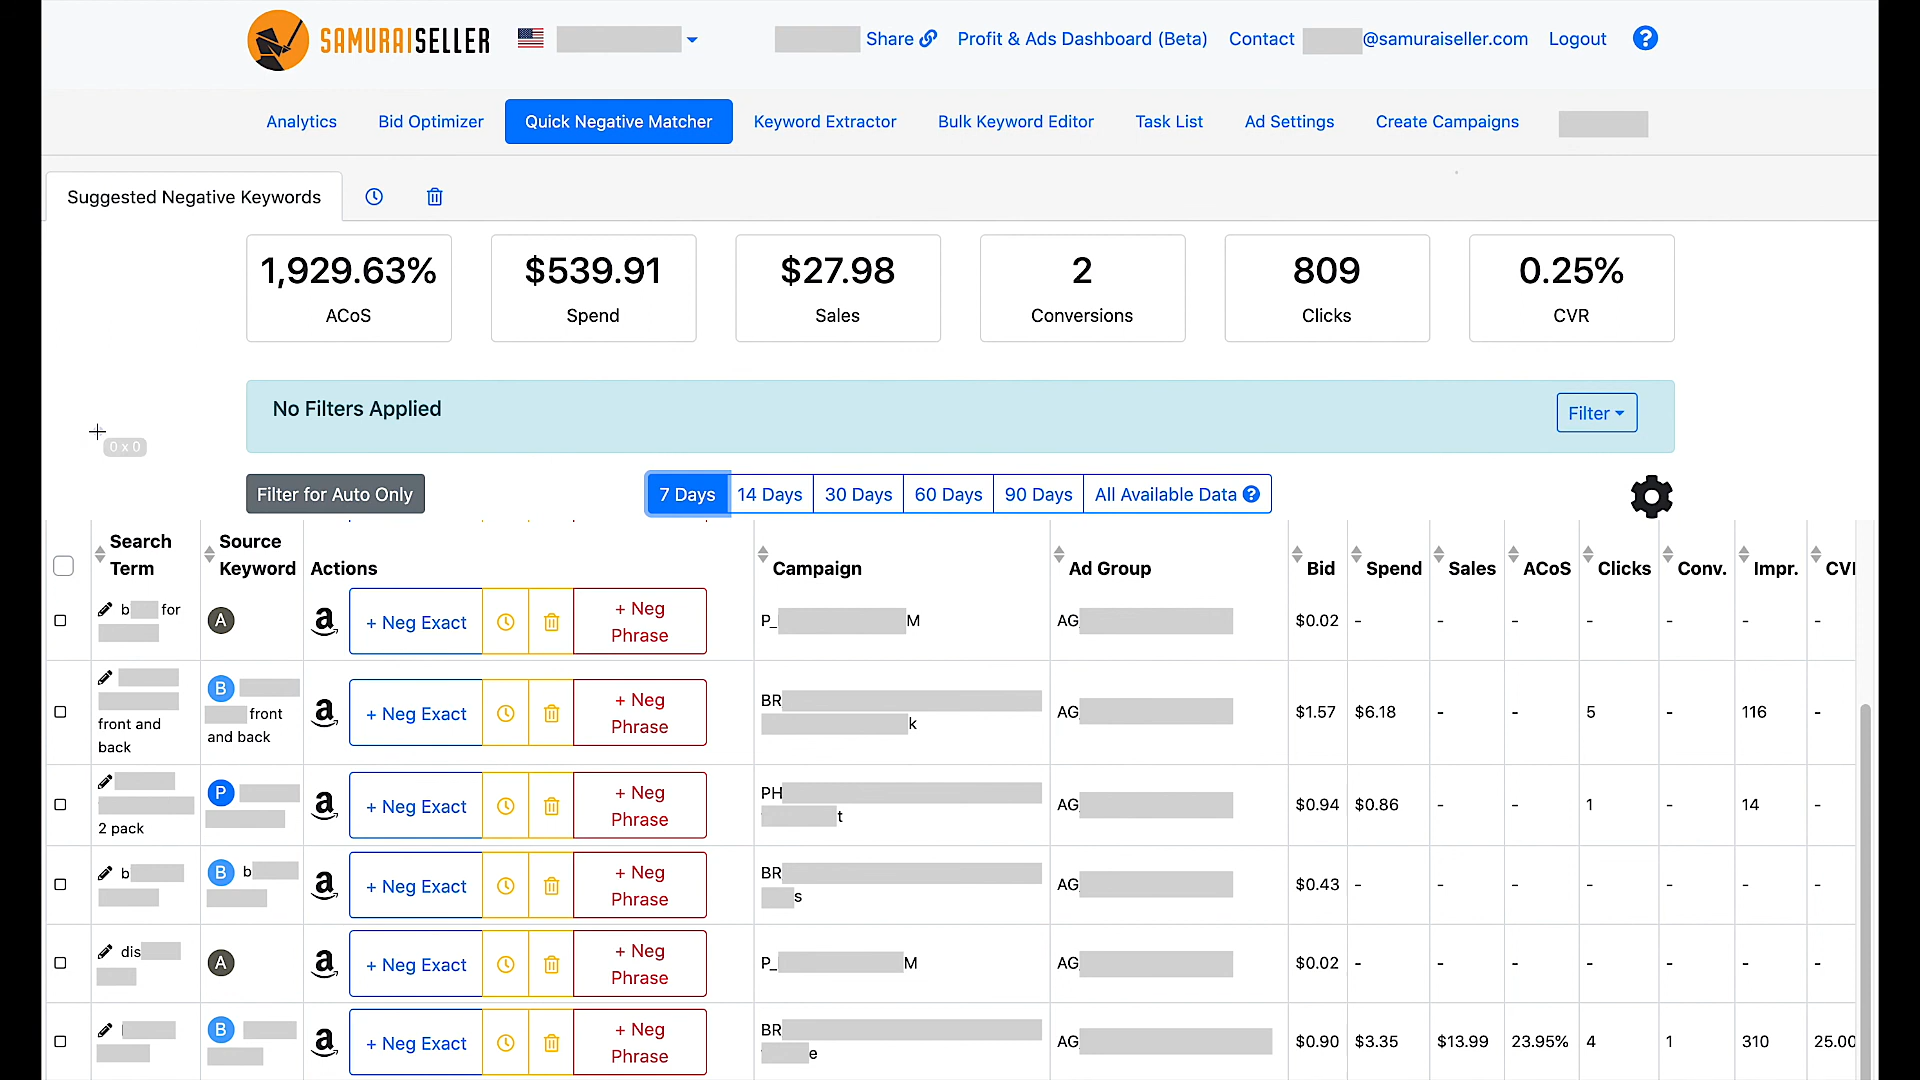 SAMURAISELLER
Share
Profit & Ads Dashboard (Beta)
Contact
@samuraiseller.com
Logout
?
Analytics
Bid Optimizer
Quick Negative Matcher
Keyword Extractor
Bulk Keyword Editor
Task List
Ad Settings
Create Campaigns
Suggested Negative Keywords
1,929.63%
ACoS
$539.91
Spend
$27.98
Sales
2
Conversions
809
Clicks
0.25%
CVR
No Filters Applied
Filter
0 x 0
Filter for Auto Only
7 Days
14 Days
30 Days
60 Days
90 Days
All Available Data ?
Search Term
Source Keyword
Actions
Campaign
Ad Group
Bid
Spend
Sales
ACoS
Clicks
Conv.
Impr.
b for
A
a
+ Neg Exact
+ Neg Phrase
P_ M
AG
$0.02
-
-
-
-
-
-
-
front and
back
B
front
and back
a
+ Neg Exact
+ Neg Phrase
BR
k
AG
$1.57
$6.18
-
-
5
-
116
-
2 pack
P
a
+ Neg Exact
+ Neg Phrase
PH
t
AG
$0.94
$0.86
-
-
1
-
14
-
b
B b
a
+ Neg Exact
+ Neg Phrase
BR
s
AG
$0.43
-
-
-
-
-
-
-
dis
A
a
+ Neg Exact
+ Neg Phrase
P_ M
AG
$0.02
-
-
-
-
-
-
-
B
a
+ Neg Exact
+ Neg Phrase
BR
e
AG
$0.90
$3.35
$13.99
23.95%
4
1
310
25.00